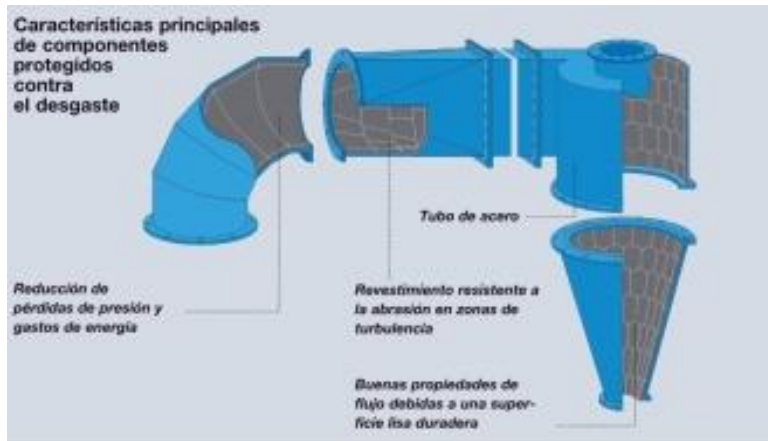 Características principales
de componentes
protegidos
contra
el desgaste
Tubo de acero
Reducción de
pérdidas de presión y
gastos de energía
Revestimiento resistente a
la abrasión en zonas de
turbulencia
Buenas propiedades de
flujo debidas a una super-
ficie lisa duradera